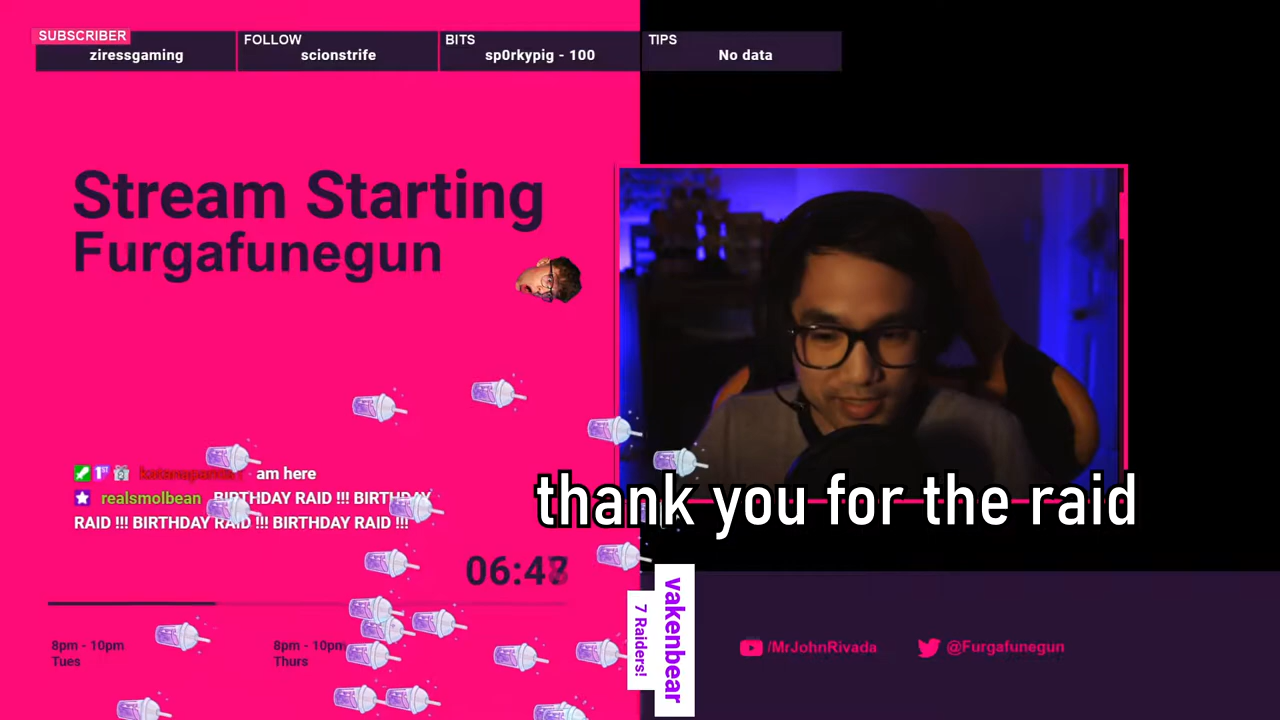 SUBSCRIBER
ziressgaming
FOLLOW
scionstrife
BITS
sp0rkypig - 100
TIPS
No data
Stream Starting
Furgafunegun
am here
realsmolbean BIRTHDAY RAID !!! BIRTHDAY
RAID !!! BIRTHDAY RAID !!! BIRTHDAY RAID !!!
thank you for the raid
8pm - 10pm
Tues
8pm - 10pm
Thurs
vakenbear
7 Raiders!
/MrJohnRivada
@Furgafunegun